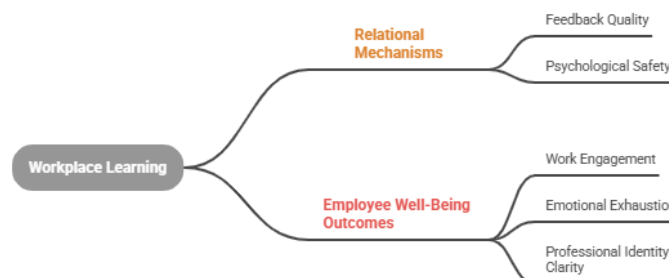 Relational
Mechanisms
Feedback Quality
Psychological Safety
Workplace Learning
Employee Well-Being
Outcomes
Work Engagement
Emotional Exhaustio
Professional Identity
Clarity